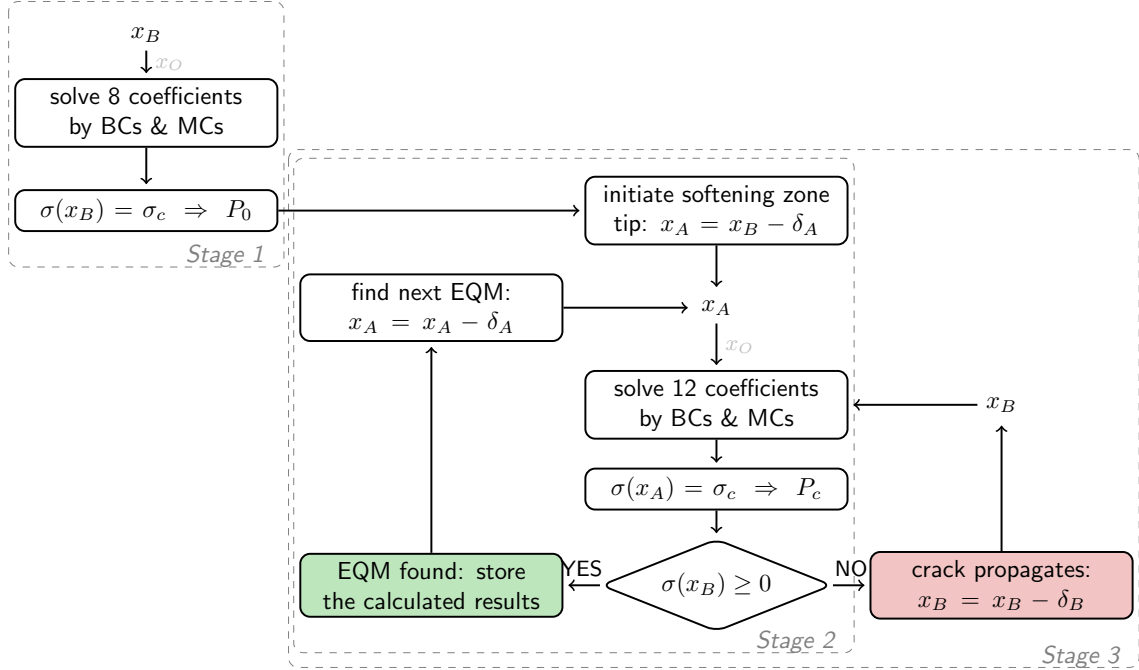 x_B
x_O
solve 8 coefficients
by BCs & MCs
σ(x_B) = σ_c ⇒ P_0
Stage 1
initiate softening zone
tip: x_A = x_B − δ_A
find next EQM:
x_A = x_A − δ_A
x_A
x_O
solve 12 coefficients
by BCs & MCs
x_B
σ(x_A) = σ_c ⇒ P_c
EQM found: store
the calculated results
YES
σ(x_B) ≥ 0
NO
crack propagates:
x_B = x_B − δ_B
Stage 2
Stage 3